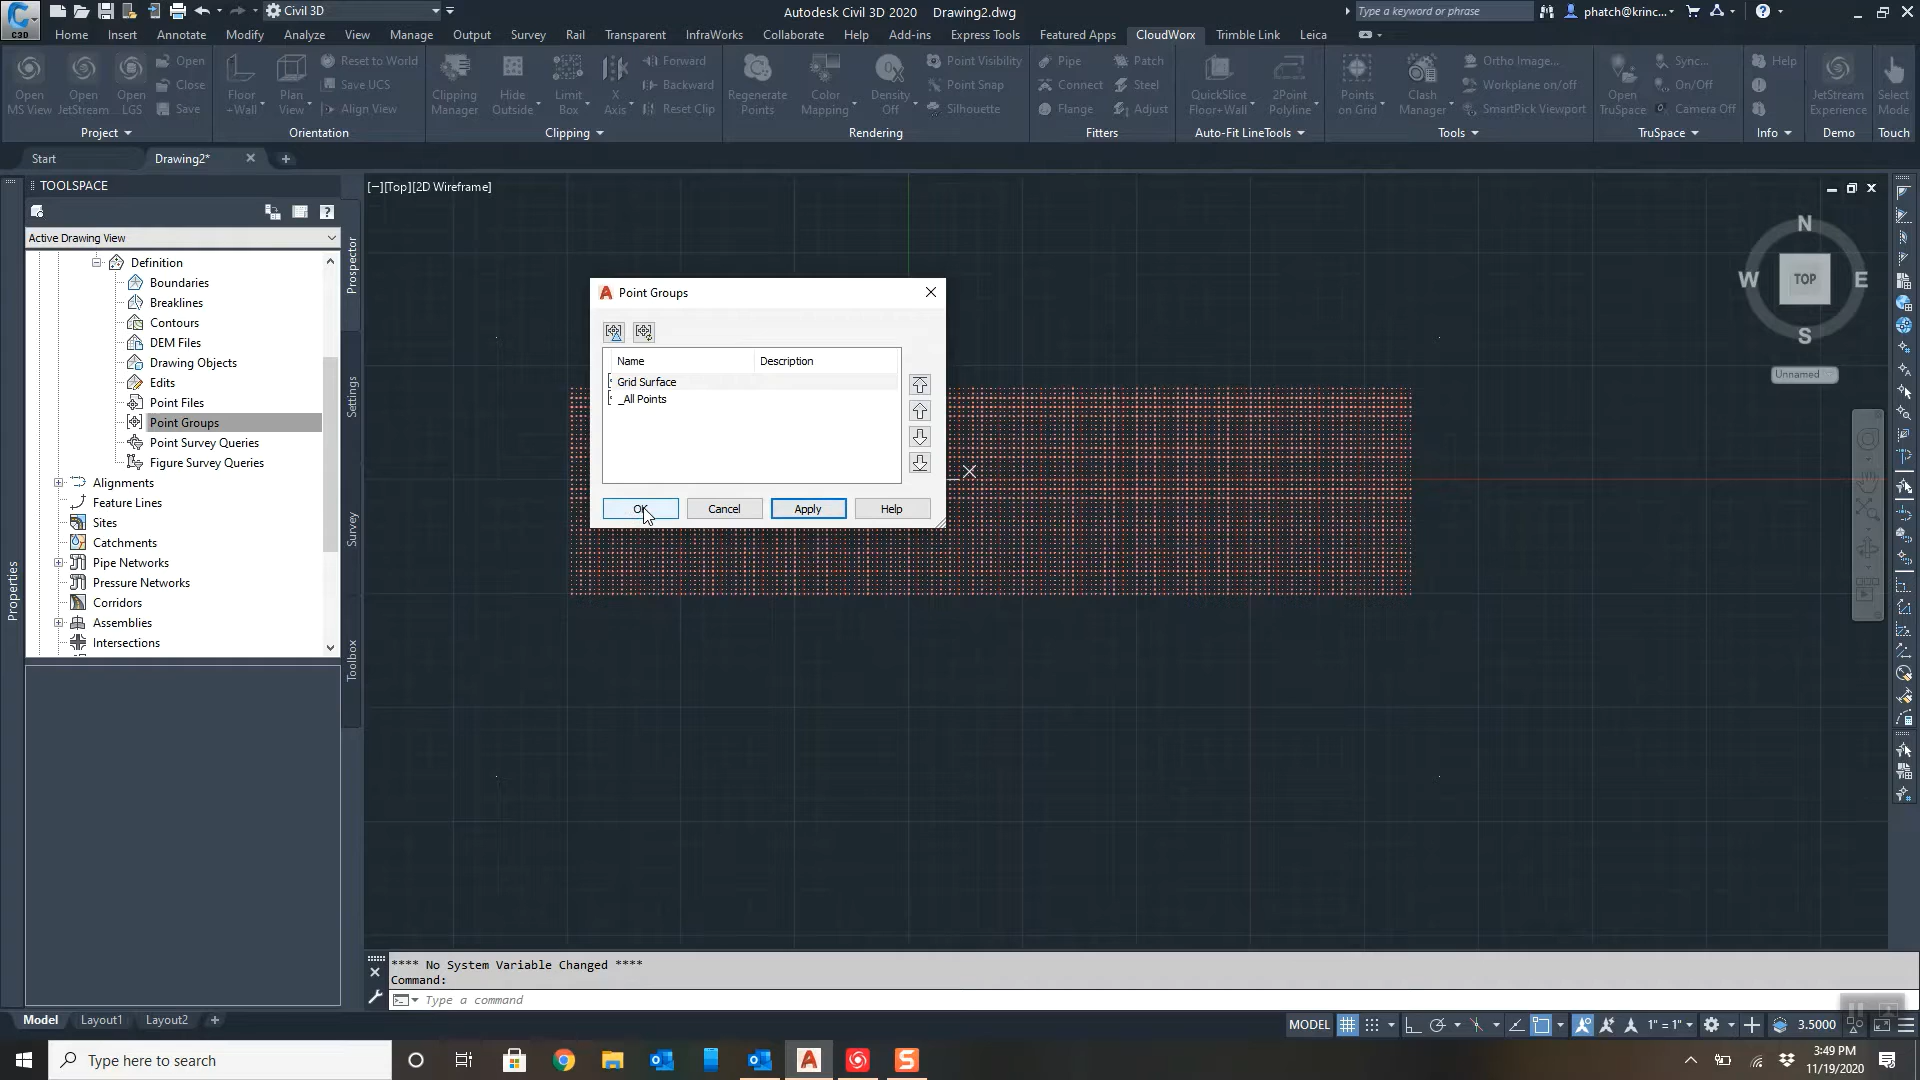 Civil 3D
Autodesk Civil 3D 2020 Drawing2.dwg
Type a keyword or phrase
phatch@krinc...
C3D
Home Insert Annotate Modify Analyze View Manage Output Survey Rail Transparent InfraWorks Collaborate Help Add-ins Express Tools Featured Apps CloudWorx Trimble Link Leica
Open MS View
Open JetStream
Open LGS
Open
Close
Save
Project
Floor +Wall
Plan View
Reset to World
Save UCS
Align View
Orientation
Clipping Manager
Hide Outside
Limit Box
X Axis
Forward
Backward
Reset Clip
Clipping
Regenerate Points
Color Mapping
Density Off
Point Visibility
Point Snap
Silhouette
Rendering
Pipe
Connect
Flange
Patch
Steel
Adjust
Fitters
QuickSlice Floor+Wall
2Point Polyline
Auto-Fit LineTools
Points on Grid
Clash Manager
Ortho Image...
Workplane on/off
SmartPick Viewport
Tools
Open TruSpace
Sync...
On/Off
Camera Off
TruSpace
Help
Info
JetStream Experience
Demo
Select Mode
Touch
Start
Drawing2*
TOOLSPACE
Active Drawing View
Definition
Boundaries
Breaklines
Contours
DEM Files
Drawing Objects
Edits
Point Files
Point Groups
Point Survey Queries
Figure Survey Queries
Alignments
Feature Lines
Sites
Catchments
Pipe Networks
Pressure Networks
Corridors
Assemblies
Intersections
Prospector
Settings
Survey
Toolbox
Properties
[−][Top][2D Wireframe]
Point Groups
Name Description
Grid Surface
_All Points
OK Cancel Apply Help
N
W TOP E
S
Unnamed
**** No System Variable Changed ****
Command:
Type a command
Model Layout1 Layout2
MODEL
1" = 1"
3.5000
Type here to search
3:49 PM
11/19/2020